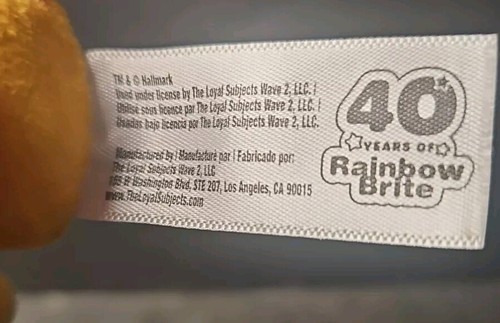 TM & © Hallmark
Used under license by The Loyal Subjects Wave 2, LLC. |
Utilisé sous licence par The Loyal Subjects Wave 2, LLC. |
Usadas bajo licencia por The Loyal Subjects Wave 2, LLC.
Manufactured by | Manufacturé par | Fabricado por:
The Loyal Subjects Wave 2, LLC
W Washington Blvd, STE 207, Los Angeles, CA 90015
www.TheLoyalSubjects.com
40
YEARS OF
Rainbow
Brite